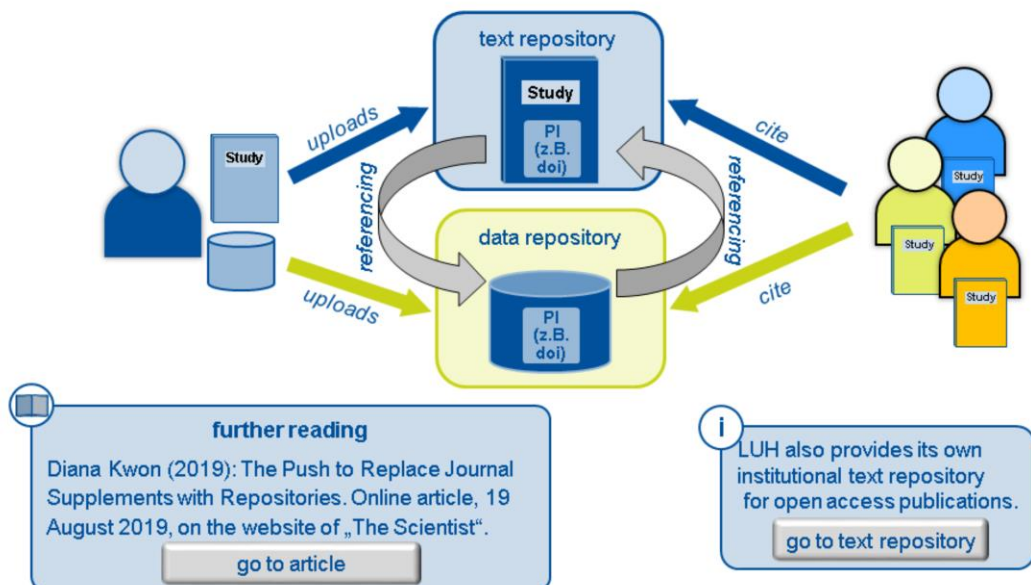 text repository
Study
PI
(z.B.
doi)
uploads
Study
referencing
cite
referencing
Study
Study
Study
data repository
PI
(z.B.
doi)
uploads
cite
further reading
Diana Kwon (2019): The Push to Replace Journal
Supplements with Repositories. Online article, 19
August 2019, on the website of „The Scientist“.
go to article
i
LUH also provides its own
institutional text repository
for open access publications.
go to text repository